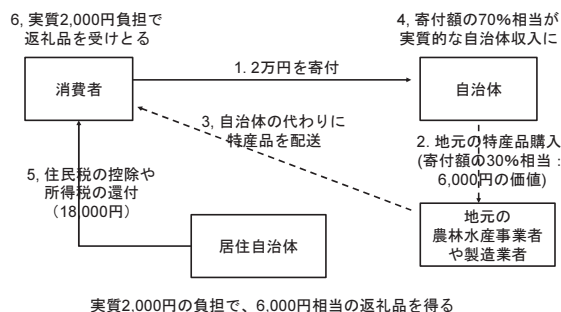 6, 実質2,000円負担で
返礼品を受けとる
4, 寄付額の70%相当が
実質的な自治体収入に
1. 2万円を寄付
消費者
自治体
3, 自治体の代わりに
特産品を配送
2. 地元の特産品購入
(寄付額の30%相当:
6,000円の価値)
5, 住民税の控除や
所得税の還付
(18,000円)
居住自治体
地元の
農林水産事業者
や製造業者
実質2,000円の負担で、6,000円相当の返礼品を得る